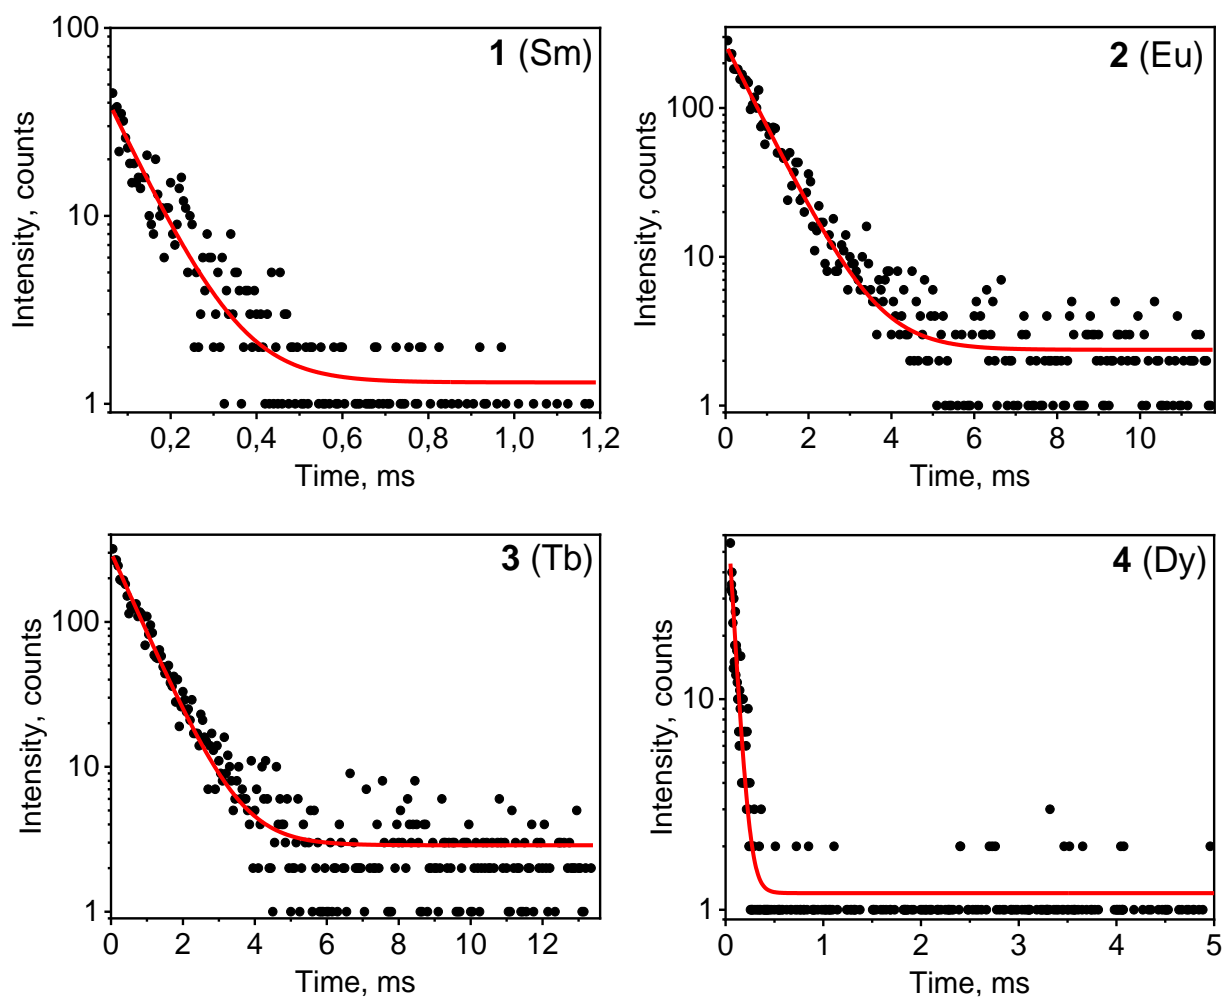 1 (Sm)
100
10
1
Intensity, counts
0,2 0,4 0,6 0,8 1,0 1,2
Time, ms
2 (Eu)
100
10
1
Intensity, counts
0 2 4 6 8 10
Time, ms
3 (Tb)
100
10
1
Intensity, counts
0 2 4 6 8 10 12
Time, ms
4 (Dy)
10
1
Intensity, counts
0 1 2 3 4 5
Time, ms